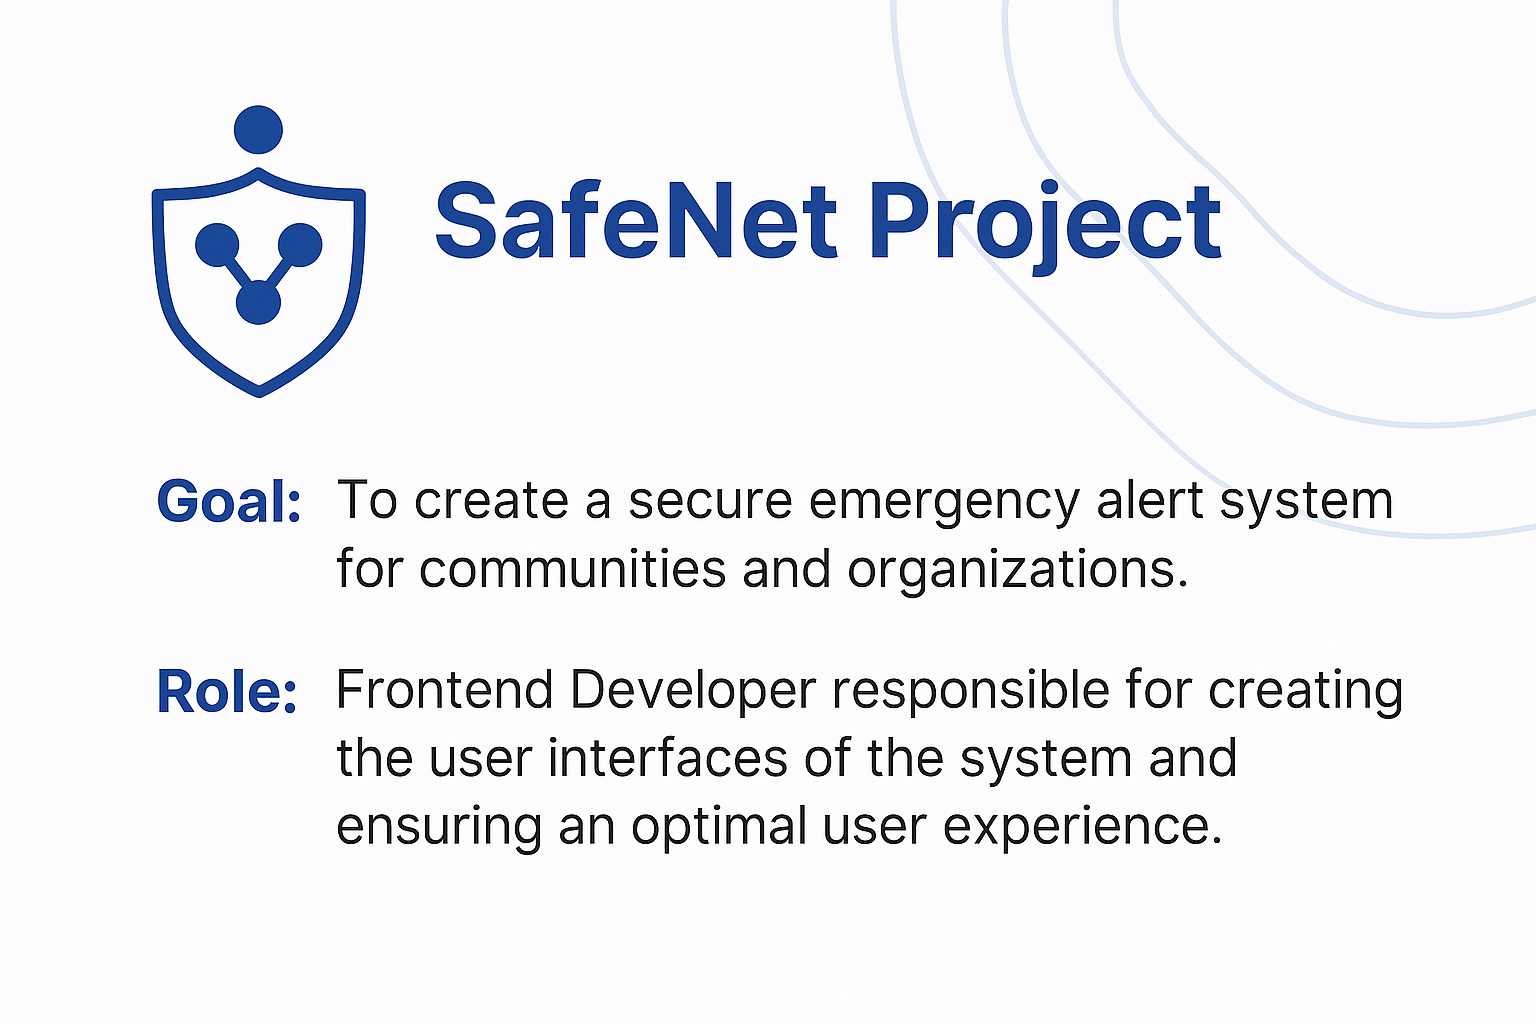 SafeNet Project
Goal: To create a secure emergency alert system
for communities and organizations.
Role: Frontend Developer responsible for creating
the user interfaces of the system and
ensuring an optimal user experience.